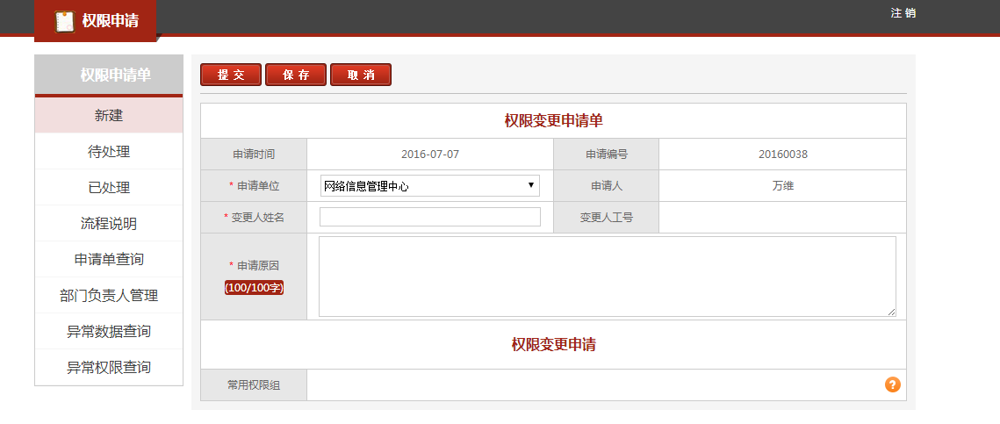 权限申请
注 销
权限申请单
新建
待处理
已处理
流程说明
申请单查询
部门负责人管理
异常数据查询
异常权限查询
提 交 保 存 取 消
权限变更申请单
申请时间 2016-07-07 申请编号 20160038
* 申请单位 网络信息管理中心 申请人 万维
* 变更人姓名 变更人工号
* 申请原因
(100/100字)
权限变更申请
常用权限组 ?